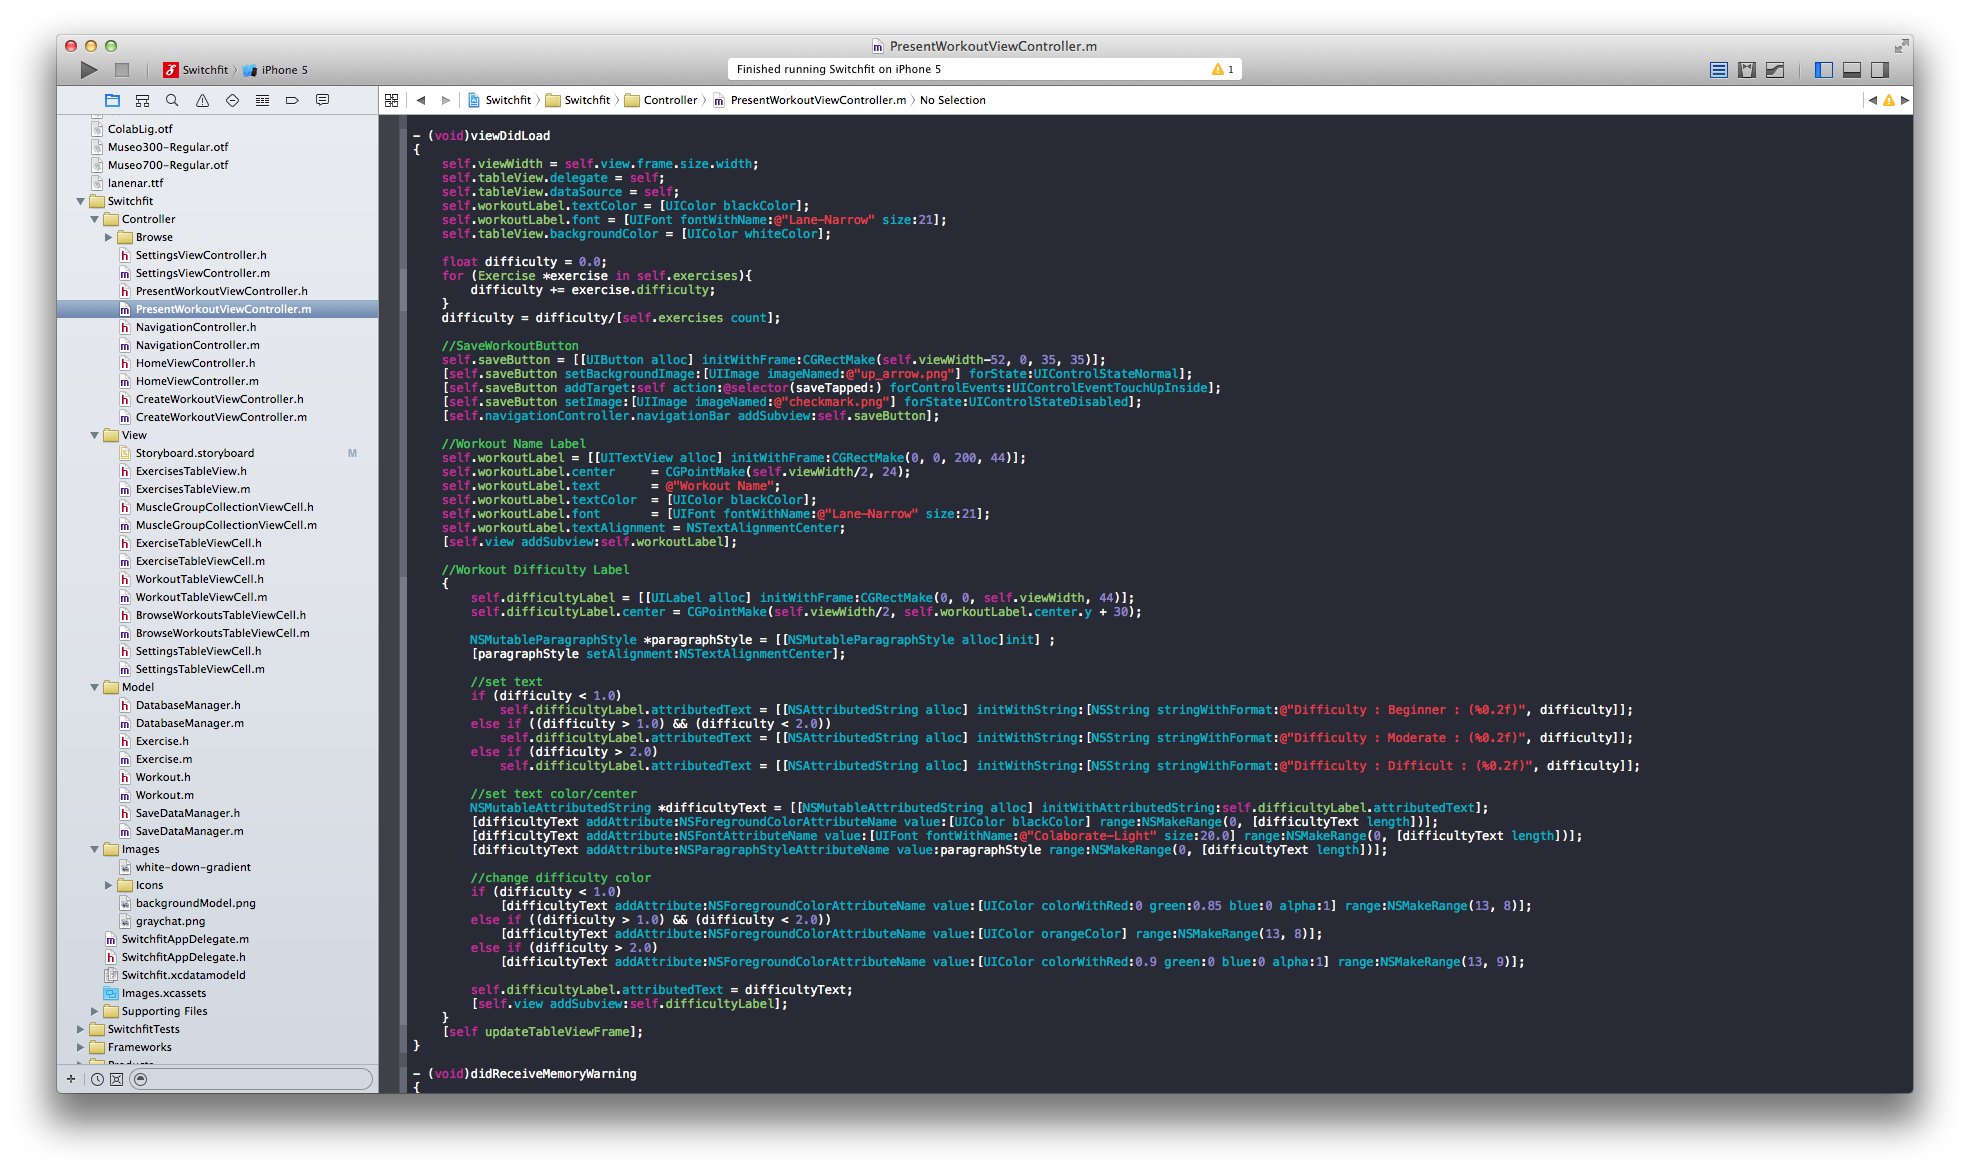 PresentWorkoutViewController.m
Switchfit iPhone 5
Finished running Switchfit on iPhone 5 1
Switchfit Switchfit Controller PresentWorkoutViewController.m No Selection
ColabLig.otf
Museo300-Regular.otf
Museo700-Regular.otf
lanenar.ttf
Switchfit
Controller
Browse
SettingsViewController.h
SettingsViewController.m
PresentWorkoutViewController.h
PresentWorkoutViewController.m
NavigationController.h
NavigationController.m
HomeViewController.h
HomeViewController.m
CreateWorkoutViewController.h
CreateWorkoutViewController.m
View
Storyboard.storyboard M
ExercisesTableView.h
ExercisesTableView.m
MuscleGroupCollectionViewCell.h
MuscleGroupCollectionViewCell.m
ExerciseTableViewCell.h
ExerciseTableViewCell.m
WorkoutTableViewCell.h
WorkoutTableViewCell.m
BrowseWorkoutsTableViewCell.h
BrowseWorkoutsTableViewCell.m
SettingsTableViewCell.h
SettingsTableViewCell.m
Model
DatabaseManager.h
DatabaseManager.m
Exercise.h
Exercise.m
Workout.h
Workout.m
SaveDataManager.h
SaveDataManager.m
Images
white-down-gradient
Icons
backgroundModel.png
graychat.png
SwitchfitAppDelegate.m
SwitchfitAppDelegate.h
Switchfit.xcdatamodeld
Images.xcassets
Supporting Files
SwitchfitTests
Frameworks
Products
- (void)viewDidLoad
{
self.viewWidth = self.view.frame.size.width;
self.tableView.delegate = self;
self.tableView.dataSource = self;
self.workoutLabel.textColor = [UIColor blackColor];
self.workoutLabel.font = [UIFont fontWithName:@"Lane-Narrow" size:21];
self.tableView.backgroundColor = [UIColor whiteColor];
float difficulty = 0.0;
for (Exercise *exercise in self.exercises){
difficulty += exercise.difficulty;
}
difficulty = difficulty/[self.exercises count];
//SaveWorkoutButton
self.saveButton = [[UIButton alloc] initWithFrame:CGRectMake(self.viewWidth-52, 0, 35, 35)];
[self.saveButton setBackgroundImage:[UIImage imageNamed:@"up_arrow.png"] forState:UIControlStateNormal];
[self.saveButton addTarget:self action:@selector(saveTapped:) forControlEvents:UIControlEventTouchUpInside];
[self.saveButton setImage:[UIImage imageNamed:@"checkmark.png"] forState:UIControlStateDisabled];
[self.navigationController.navigationBar addSubview:self.saveButton];
//Workout Name Label
self.workoutLabel = [[UITextView alloc] initWithFrame:CGRectMake(0, 0, 200, 44)];
self.workoutLabel.center     = CGPointMake(self.viewWidth/2, 24);
self.workoutLabel.text       = @"Workout Name";
self.workoutLabel.textColor  = [UIColor blackColor];
self.workoutLabel.font       = [UIFont fontWithName:@"Lane-Narrow" size:21];
self.workoutLabel.textAlignment = NSTextAlignmentCenter;
[self.view addSubview:self.workoutLabel];
//Workout Difficulty Label
{
self.difficultyLabel = [[UILabel alloc] initWithFrame:CGRectMake(0, 0, self.viewWidth, 44)];
self.difficultyLabel.center = CGPointMake(self.viewWidth/2, self.workoutLabel.center.y + 30);
NSMutableParagraphStyle *paragraphStyle = [[NSMutableParagraphStyle alloc]init] ;
[paragraphStyle setAlignment:NSTextAlignmentCenter];
//set text
if (difficulty < 1.0)
self.difficultyLabel.attributedText = [[NSAttributedString alloc] initWithString:[NSString stringWithFormat:@"Difficulty : Beginner : (%0.2f)", difficulty]];
else if ((difficulty > 1.0) && (difficulty < 2.0))
self.difficultyLabel.attributedText = [[NSAttributedString alloc] initWithString:[NSString stringWithFormat:@"Difficulty : Moderate : (%0.2f)", difficulty]];
else if (difficulty > 2.0)
self.difficultyLabel.attributedText = [[NSAttributedString alloc] initWithString:[NSString stringWithFormat:@"Difficulty : Difficult : (%0.2f)", difficulty]];
//set text color/center
NSMutableAttributedString *difficultyText = [[NSMutableAttributedString alloc] initWithAttributedString:self.difficultyLabel.attributedText];
[difficultyText addAttribute:NSForegroundColorAttributeName value:[UIColor blackColor] range:NSMakeRange(0, [difficultyText length])];
[difficultyText addAttribute:NSFontAttributeName value:[UIFont fontWithName:@"Colaborate-Light" size:20.0] range:NSMakeRange(0, [difficultyText length])];
[difficultyText addAttribute:NSParagraphStyleAttributeName value:paragraphStyle range:NSMakeRange(0, [difficultyText length])];
//change difficulty color
if (difficulty < 1.0)
[difficultyText addAttribute:NSForegroundColorAttributeName value:[UIColor colorWithRed:0 green:0.85 blue:0 alpha:1] range:NSMakeRange(13, 8)];
else if ((difficulty > 1.0) && (difficulty < 2.0))
[difficultyText addAttribute:NSForegroundColorAttributeName value:[UIColor orangeColor] range:NSMakeRange(13, 8)];
else if (difficulty > 2.0)
[difficultyText addAttribute:NSForegroundColorAttributeName value:[UIColor colorWithRed:0.9 green:0 blue:0 alpha:1] range:NSMakeRange(13, 9)];
self.difficultyLabel.attributedText = difficultyText;
[self.view addSubview:self.difficultyLabel];
}
[self updateTableViewFrame];
}
- (void)didReceiveMemoryWarning
{